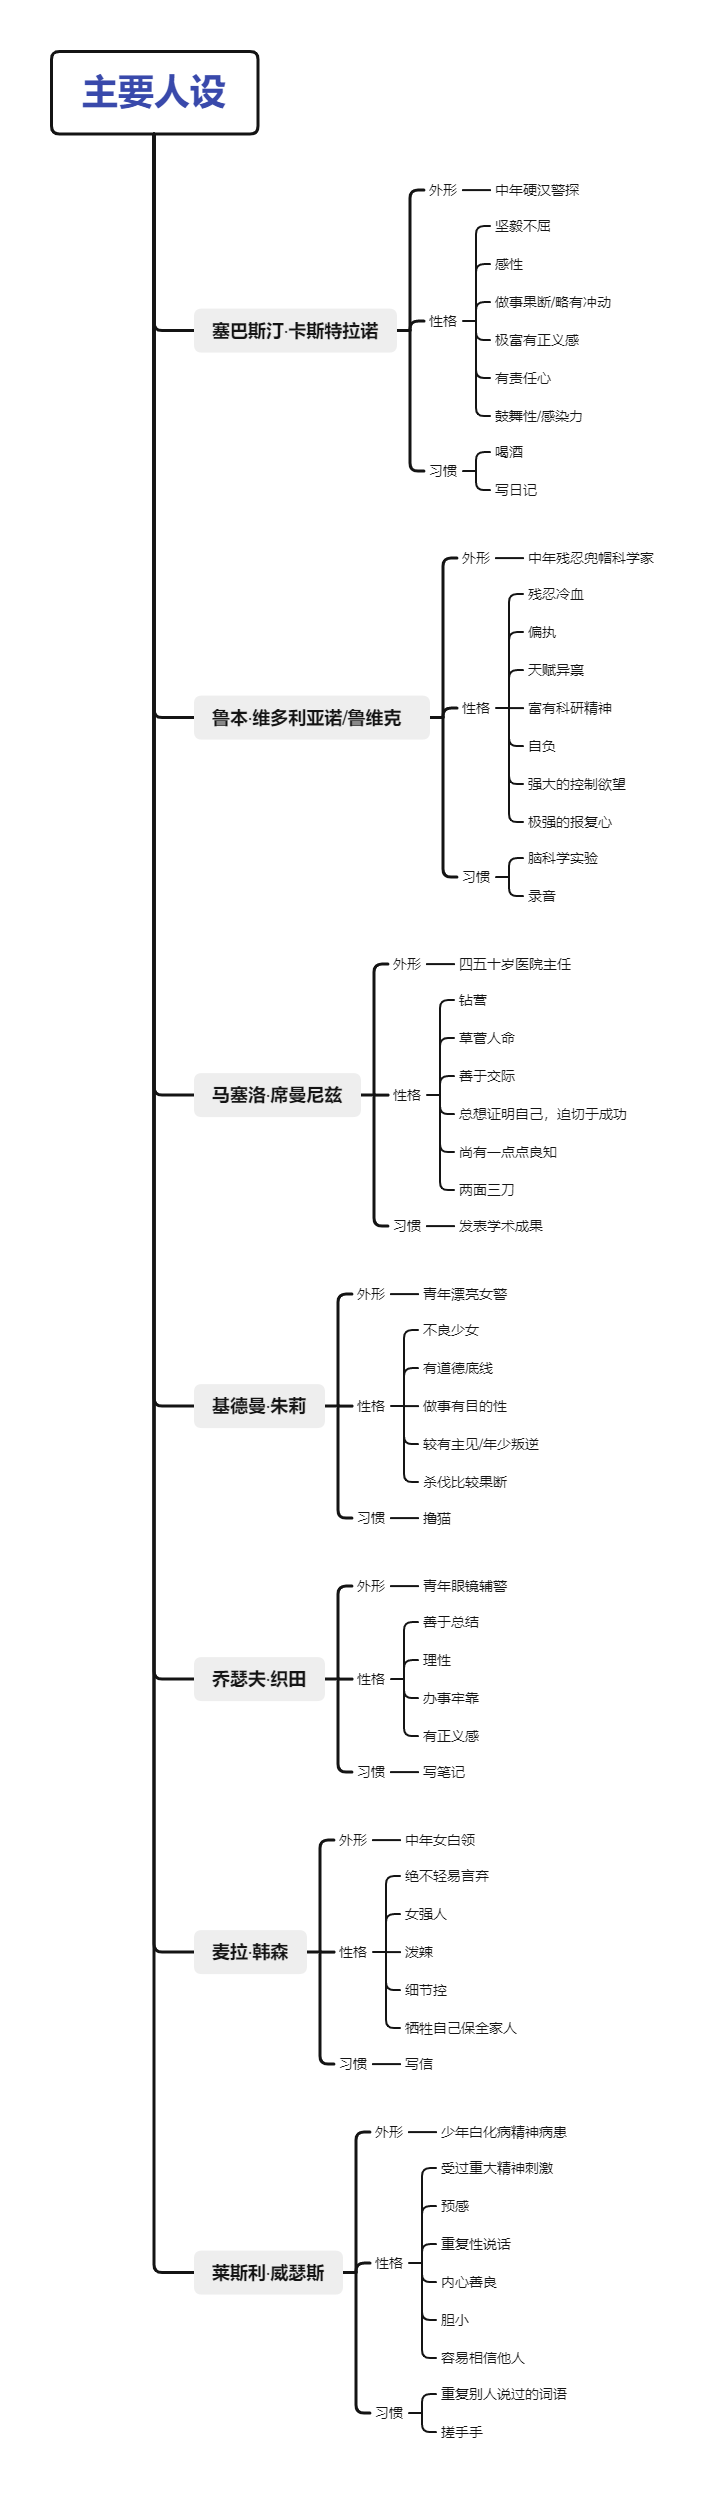 主要人设
塞巴斯汀·卡斯特拉诺
外形
中年硬汉警探
性格
坚毅不屈
感性
做事果断/略有冲动
极富有正义感
有责任心
鼓舞性/感染力
习惯
喝酒
写日记
鲁本·维多利亚诺/鲁维克
外形
中年残忍兜帽科学家
性格
残忍冷血
偏执
天赋异禀
富有科研精神
自负
强大的控制欲望
极强的报复心
习惯
脑科学实验
录音
马塞洛·席曼尼兹
外形
四五十岁医院主任
性格
钻营
草菅人命
善于交际
总想证明自己，迫切于成功
尚有一点点良知
两面三刀
习惯
发表学术成果
基德曼·朱莉
外形
青年漂亮女警
性格
不良少女
有道德底线
做事有目的性
较有主见/年少叛逆
杀伐比较果断
习惯
撸猫
乔瑟夫·织田
外形
青年眼镜辅警
性格
善于总结
理性
办事牢靠
有正义感
习惯
写笔记
麦拉·韩森
外形
中年女白领
性格
绝不轻易言弃
女强人
泼辣
细节控
牺牲自己保全家人
习惯
写信
莱斯利·威瑟斯
外形
少年白化病精神病患
性格
受过重大精神刺激
预感
重复性说话
内心善良
胆小
容易相信他人
习惯
重复别人说过的词语
搓手手